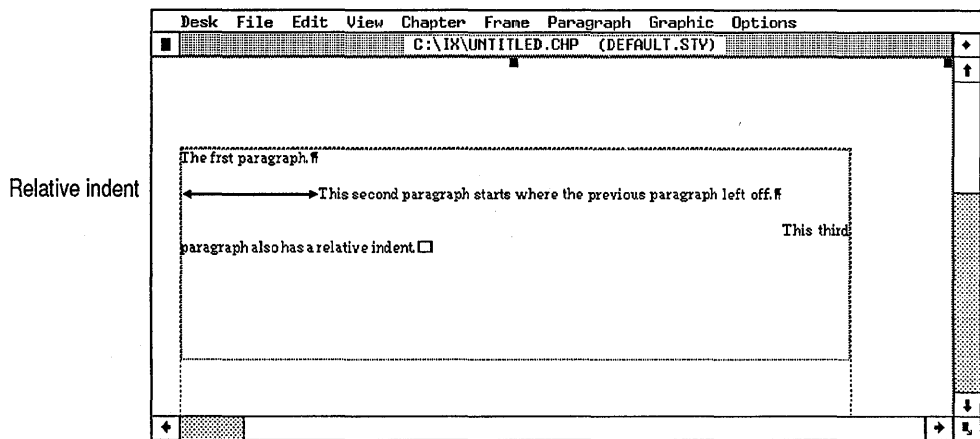 Desk File Edit View Chapter Frame Paragraph Graphic Options
C:\IX\UNTITLED.CHP (DEFAULT.STY)
The frst paragraph.¶
Relative indent
This second paragraph starts where the previous paragraph left off.¶
This third
paragraph also has a relative indent.□